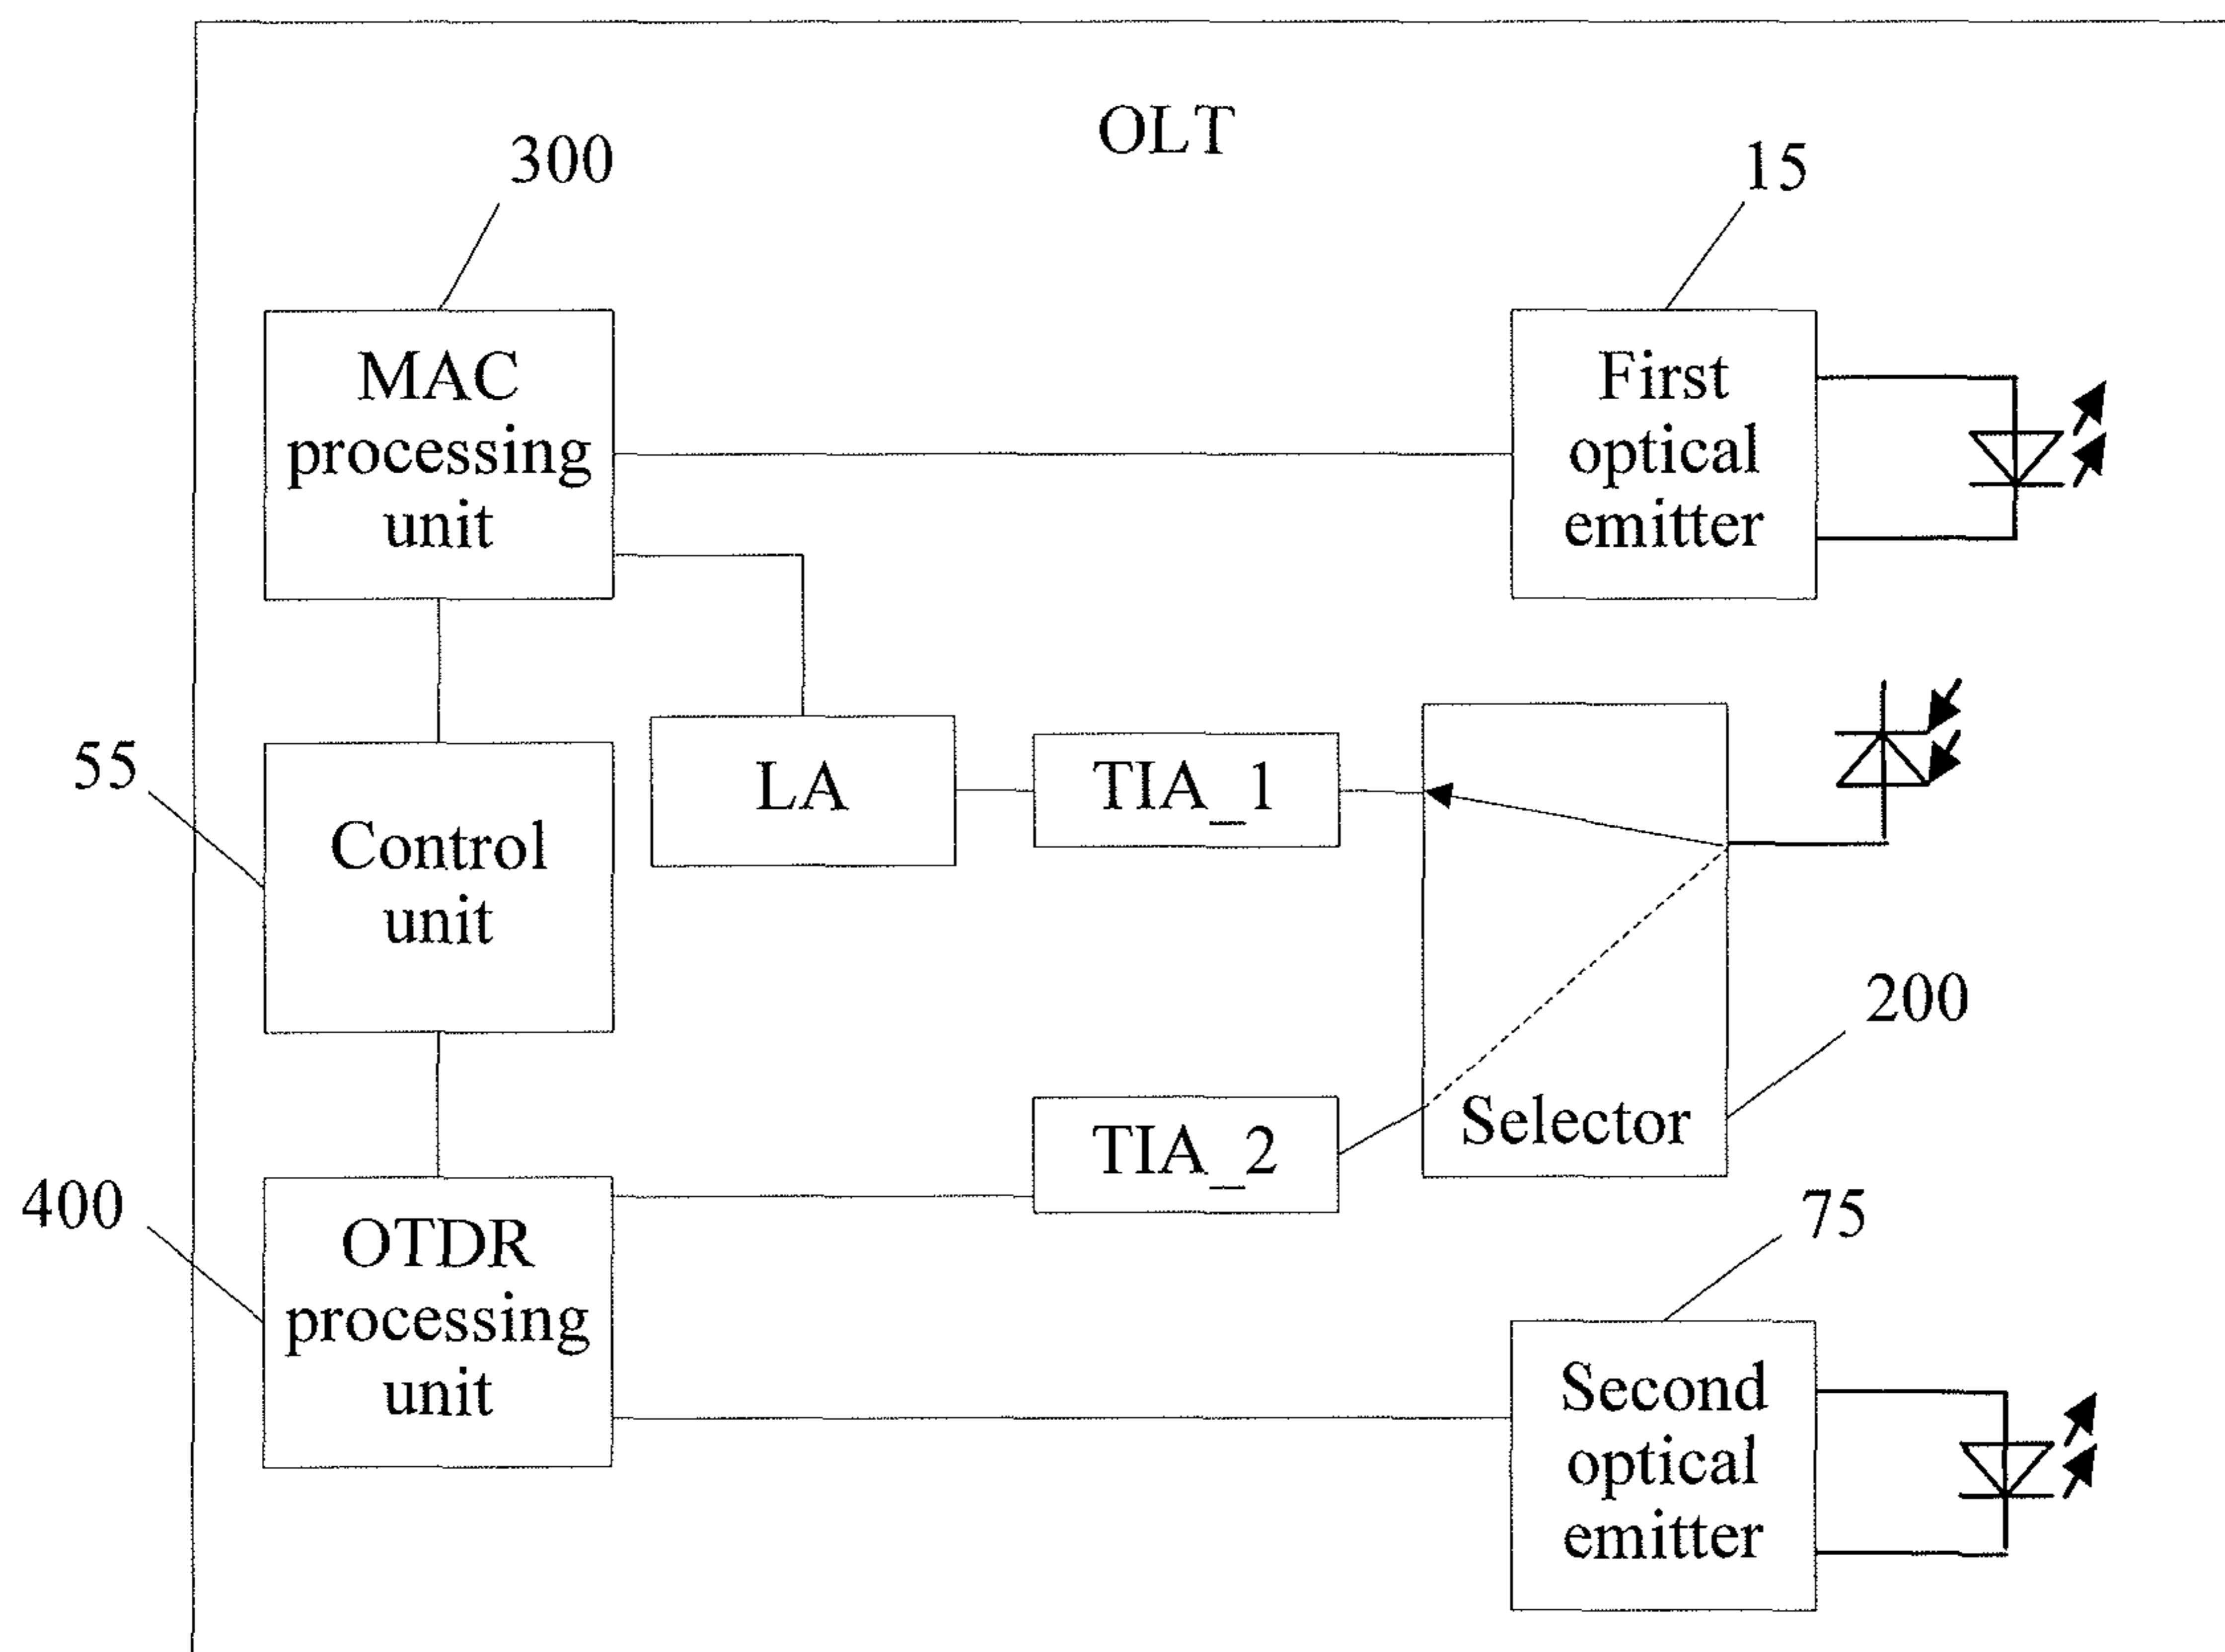 OLT
300
15
MAC
processing
unit
First
optical
emitter
55
Control
unit
LA
TIA_1
200
Selector
TIA_2
400
OTDR
processing
unit
75
Second
optical
emitter